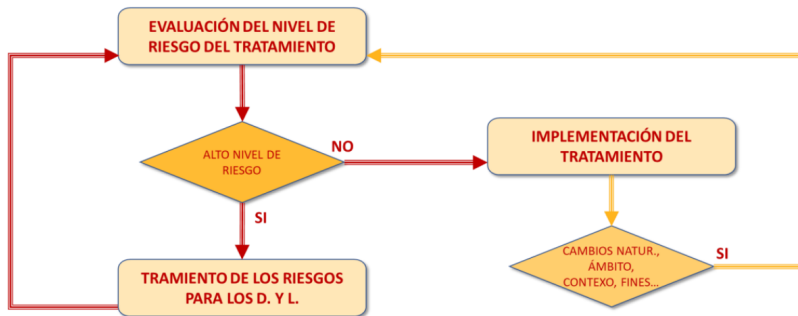 EVALUACIÓN DEL NIVEL DE
RIESGO DEL TRATAMIENTO
ALTO NIVEL DE
RIESGO
NO
IMPLEMENTACIÓN DEL
TRATAMIENTO
SI
CAMBIOS NATUR.,
ÁMBITO,
CONTEXO, FINES...
SI
TRAMIENTO DE LOS RIESGOS
PARA LOS D. Y L.